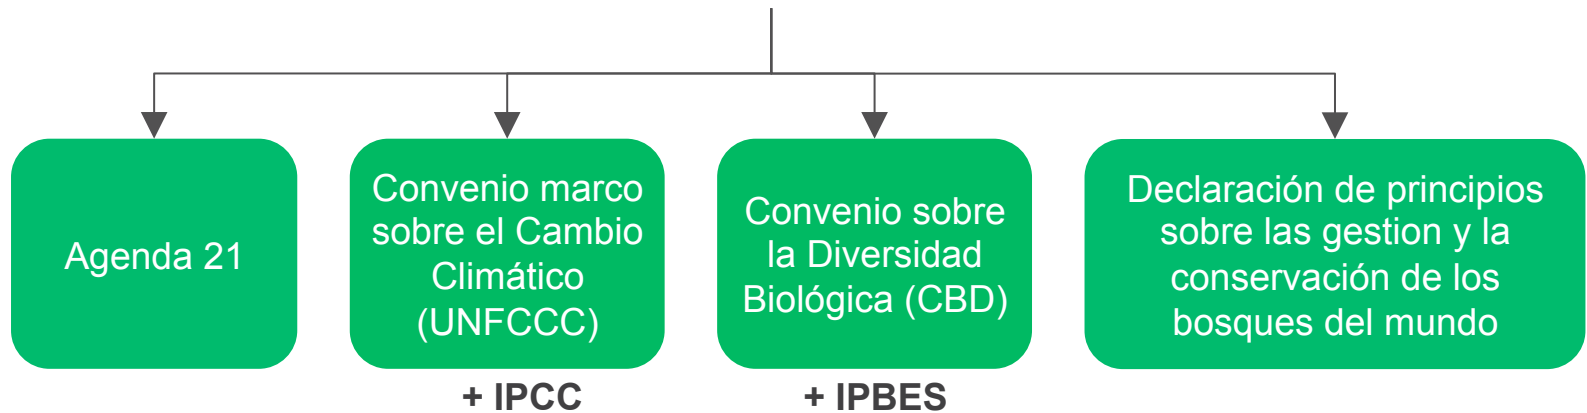 Agenda 21
Convenio marco
sobre el Cambio
Climático
(UNFCCC)
+ IPCC
Convenio sobre
la Diversidad
Biológica (CBD)
+ IPBES
Declaración de principios
sobre las gestion y la
conservación de los
bosques del mundo